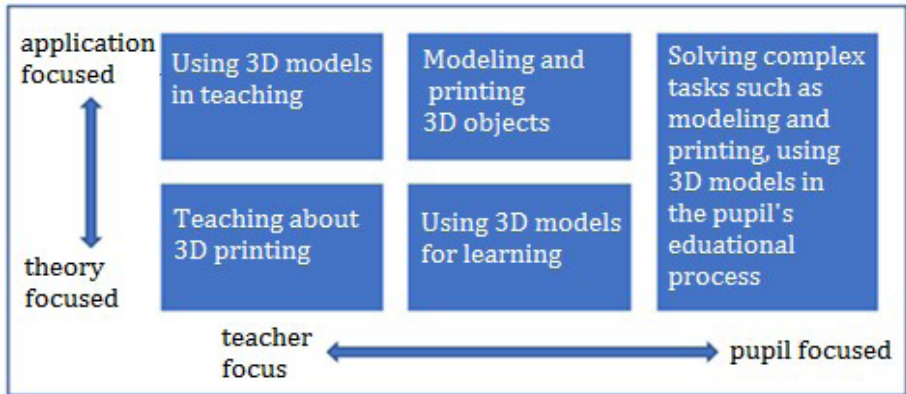 application
focused
Using 3D models
in teaching
Modeling and
printing
3D objects
Solving complex
tasks such as
modeling and
printing, using
3D models in
the pupil's
eduational
process
Teaching about
3D printing
Using 3D models
for learning
theory
focused
teacher
focus
pupil focused